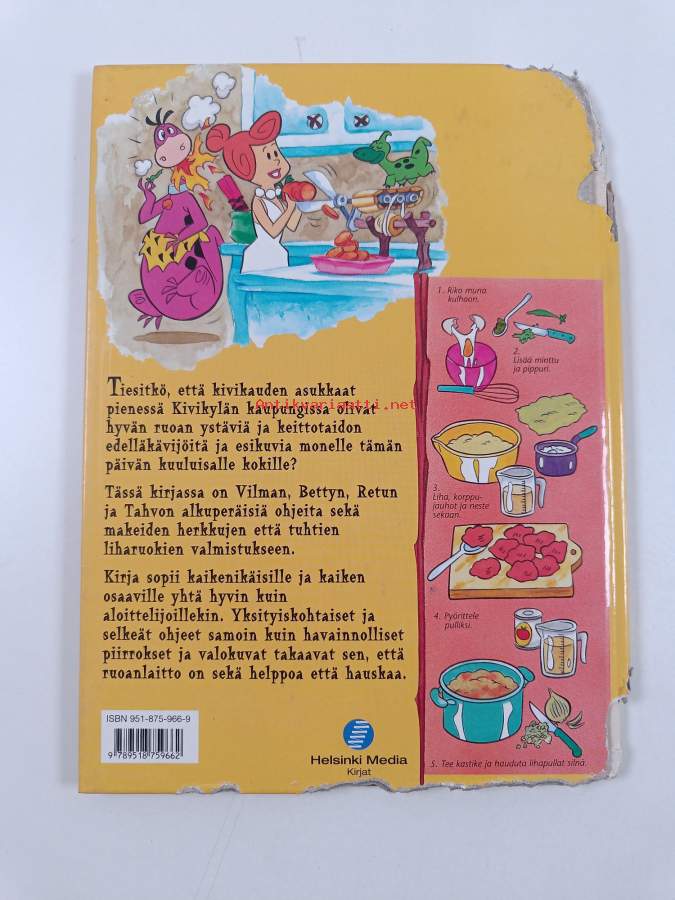 Tiesitkö, että kivikauden asukkaat
pienessä Kivikylän kaupungissa olivat
hyvän ruoan ystäviä ja keittotaidon
edelläkävijöitä ja esikuvia monelle tämän
päivän kuuluisalle kokille?
Tässä kirjassa on Vilman, Bettyn, Retun
ja Tahvon alkuperäisiä ohjeita sekä
makeiden herkkujen että tuhtien
liharuokien valmistukseen.
Kirja sopii kaikenikäisille ja kaiken
osaaville yhtä hyvin kuin
aloittelijoillekin. Yksityiskohtaiset ja
selkeät ohjeet samoin kuin havainnolliset
piirrokset ja valokuvat takaavat sen, että
ruoanlaitto on sekä helppoa että hauskaa.
Antikvariaatti.net
1. Riko muna
kulhoon.
2.
Lisää minttu
ja pippuri.
3.
Liha, korppu-
jauhot ja neste
sekaan.
4. Pyörittele
pulliksi.
5. Tee kastike ja hauduta lihapullat siinä.
ISBN 951-875-966-9
9 789518 759662
Helsinki Media
Kirjat